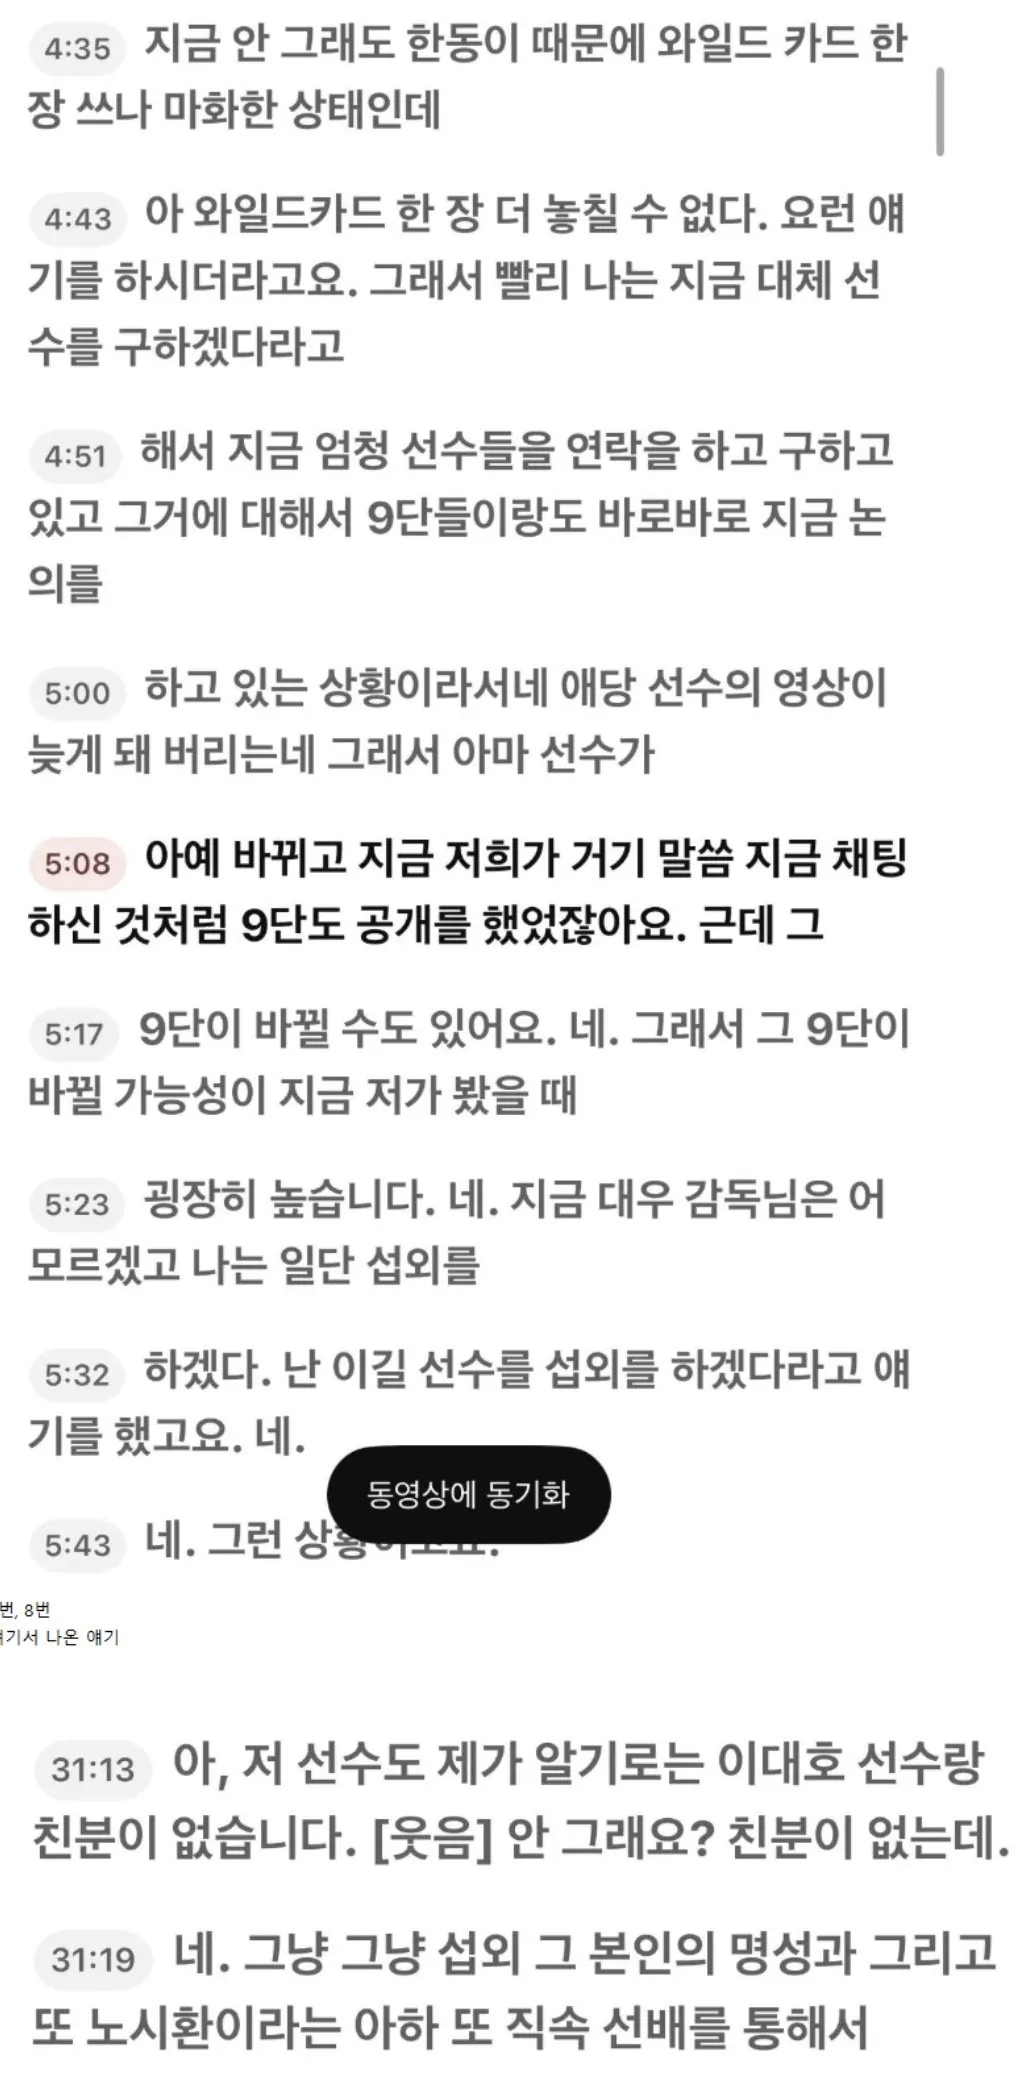 4:35 지금 안 그래도 한동이 때문에 와일드 카드 한
장 쓰나 마화한 상태인데
4:43 아 와일드카드 한 장 더 놓칠 수 없다. 요런 얘
기를 하시더라고요. 그래서 빨리 나는 지금 대체 선
수를 구하겠다라고
4:51 해서 지금 엄청 선수들을 연락을 하고 구하고
있고 그거에 대해서 9단들이랑도 바로바로 지금 논
의를
5:00 하고 있는 상황이라서네 애당 선수의 영상이
늦게 돼 버리는네 그래서 아마 선수가
5:08 아예 바뀌고 지금 저희가 거기 말씀 지금 채팅
하신 것처럼 9단도 공개를 했었잖아요. 근데 그
5:17 9단이 바뀔 수도 있어요. 네. 그래서 그 9단이
바뀔 가능성이 지금 저가 봤을 때
5:23 굉장히 높습니다. 네. 지금 대우 감독님은 어
모르겠고 나는 일단 섭외를
5:32 하겠다. 난 이길 선수를 섭외를 하겠다라고 얘
기를 했고요. 네.
동영상에 동기화
5:43 네. 그런 상황이고요.
번, 8번
기서 나온 얘기
31:13 아, 저 선수도 제가 알기로는 이대호 선수랑
친분이 없습니다. [웃음] 안 그래요? 친분이 없는데.
31:19 네. 그냥 그냥 섭외 그 본인의 명성과 그리고
또 노시환이라는 아하 또 직속 선배를 통해서